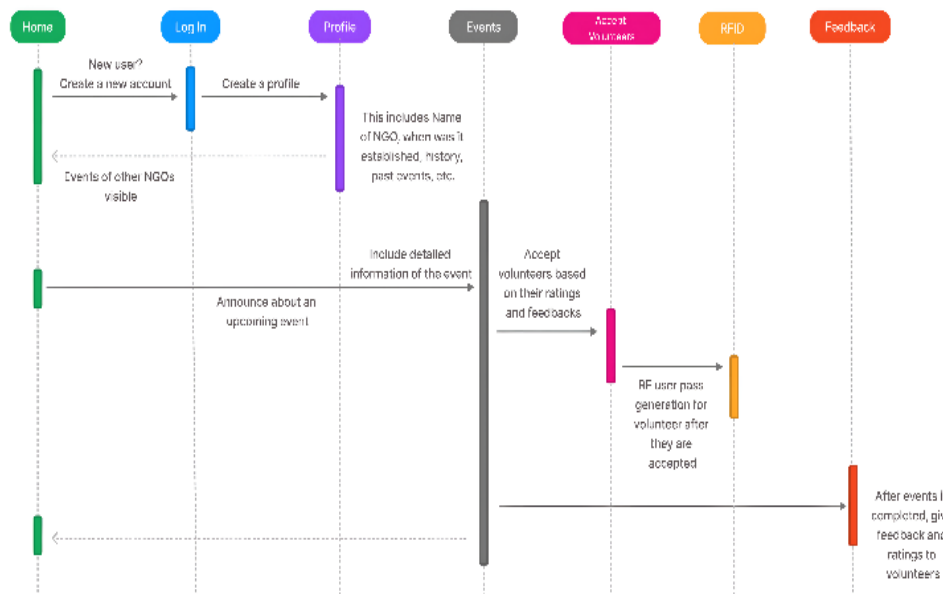 Home
Log In
Profile
Events
Accept
Volunteers
RFID
Feedback
New user?
Create a new account
Create a profile
This includes Name
of NGO, when was it
established, history,
past events, etc.
Events of other NGOs
visible
Include detailed
information of the event
Announce about an
upcoming event
Accept
volunteers based
on their ratings
and feedbacks
RF user pass
generation for
volunteer after
they are
accepted
After events
completed,
feedback and
ratings to
volunteers